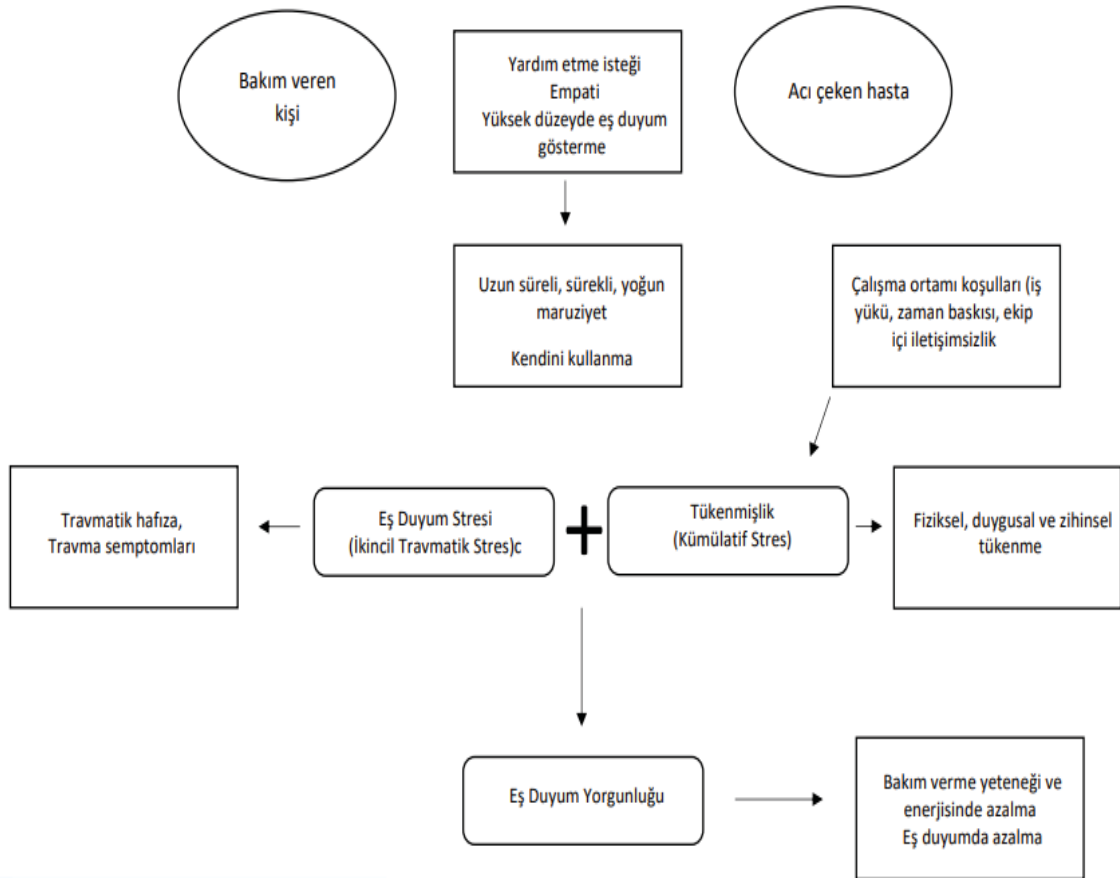 Bakım veren
kişi
Yardım etme isteği
Empati
Yüksek düzeyde eş duyum
gösterme
Acı çeken hasta
Uzun süreli, sürekli, yoğun
maruziyet
Kendini kullanma
Çalışma ortamı koşulları (iş
yükü, zaman baskısı, ekip
içi iletişimsizlik
Travmatik hafıza,
Travma semptomları
Eş Duyum Stresi
(İkincil Travmatik Stres)c
+
Tükenmişlik
(Kümülatif Stres)
Fiziksel, duygusal ve zihinsel
tükenme
Eş Duyum Yorgunluğu
Bakım verme yeteneği ve
enerjisinde azalma
Eş duyumda azalma